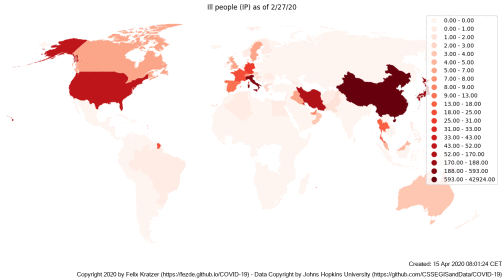 Ill people (IP) as of 2/27/20
0.00 - 0.00
0.00 - 1.00
1.00 - 2.00
2.00 - 3.00
3.00 - 4.00
4.00 - 5.00
5.00 - 7.00
7.00 - 8.00
8.00 - 9.00
9.00 - 13.00
13.00 - 18.00
18.00 - 25.00
25.00 - 31.00
31.00 - 33.00
33.00 - 43.00
43.00 - 52.00
52.00 - 170.00
170.00 - 188.00
188.00 - 593.00
593.00 - 42924.00
Created: 15 Apr 2020 08:01:24 CET
Copyright 2020 by Felix Kratzer (https://fezde.github.io/COVID-19) - Data Copyright by Johns Hopkins University (https://github.com/CSSEGISandData/COVID-19)